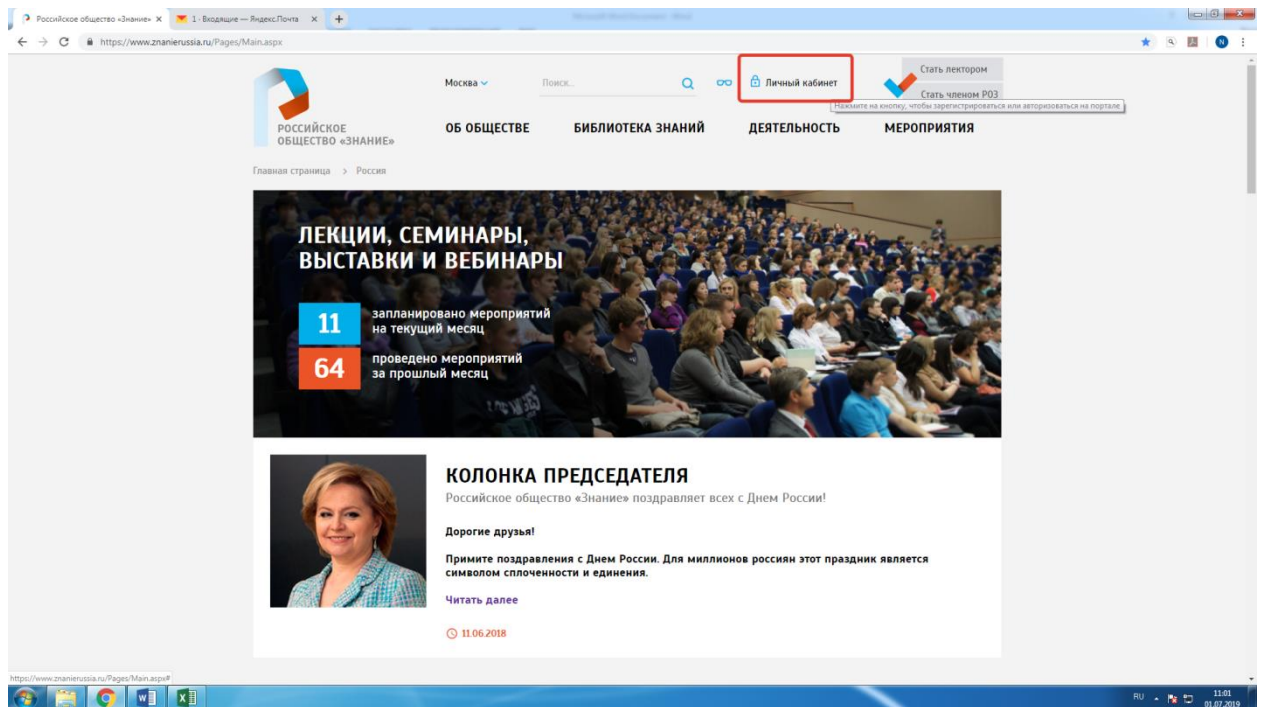 Российское общество «Знание»
1 · Входящие — Яндекс.Почта
https://www.znanierussia.ru/Pages/Main.aspx
N
Москва
Поиск...
Личный кабинет
Стать лектором
Стать членом РОЗ
Нажмите на кнопку, чтобы зарегистрироваться или авторизоваться на портале.
РОССИЙСКОЕ
ОБЩЕСТВО «ЗНАНИЕ»
ОБ ОБЩЕСТВЕ
БИБЛИОТЕКА ЗНАНИЙ
ДЕЯТЕЛЬНОСТЬ
МЕРОПРИЯТИЯ
Главная страница > Россия
ЛЕКЦИИ, СЕМИНАРЫ,
ВЫСТАВКИ И ВЕБИНАРЫ
11
запланировано мероприятий
на текущий месяц
64
проведено мероприятий
за прошлый месяц
КОЛОНКА ПРЕДСЕДАТЕЛЯ
Российское общество «Знание» поздравляет всех с Днем России!
Дорогие друзья!
Примите поздравления с Днем России. Для миллионов россиян этот праздник является
символом сплоченности и единения.
Читать далее
11.06.2018
https://www.znanierussia.ru/Pages/Main.aspx#
RU
11:01
01.07.2019